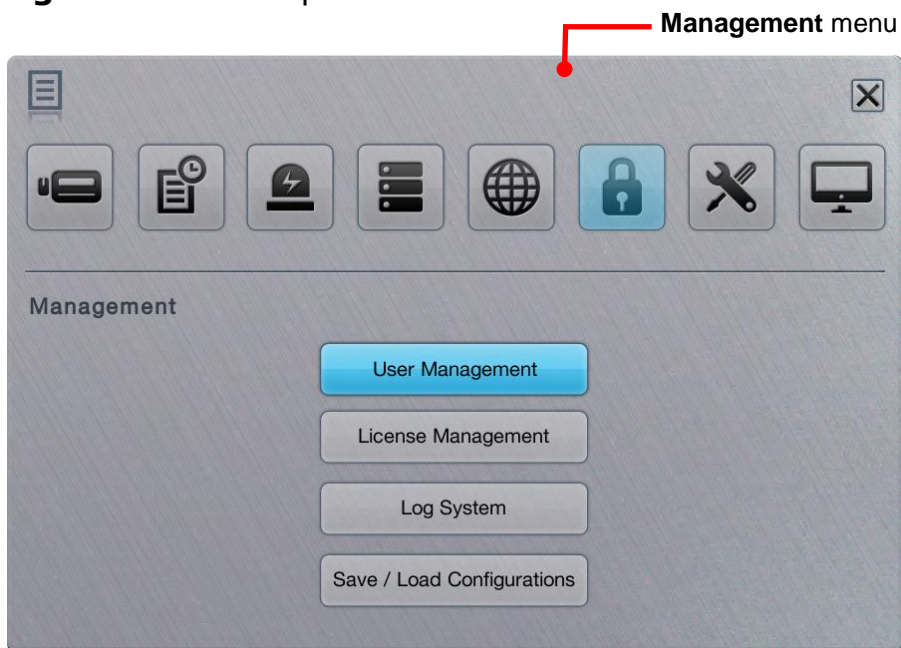 Management menu
Management
User Management
License Management
Log System
Save / Load Configurations